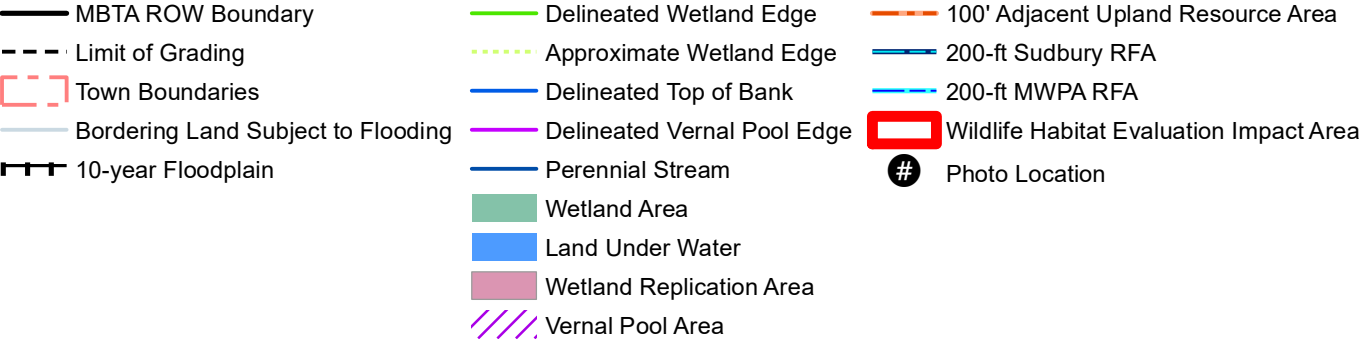 MBTA ROW Boundary
Limit of Grading
Town Boundaries
Bordering Land Subject to Flooding
10-year Floodplain
Delineated Wetland Edge
Approximate Wetland Edge
Delineated Top of Bank
Delineated Vernal Pool Edge
Perennial Stream
Wetland Area
Land Under Water
Wetland Replication Area
Vernal Pool Area
100' Adjacent Upland Resource Area
200-ft Sudbury RFA
200-ft MWPA RFA
Wildlife Habitat Evaluation Impact Area
# Photo Location